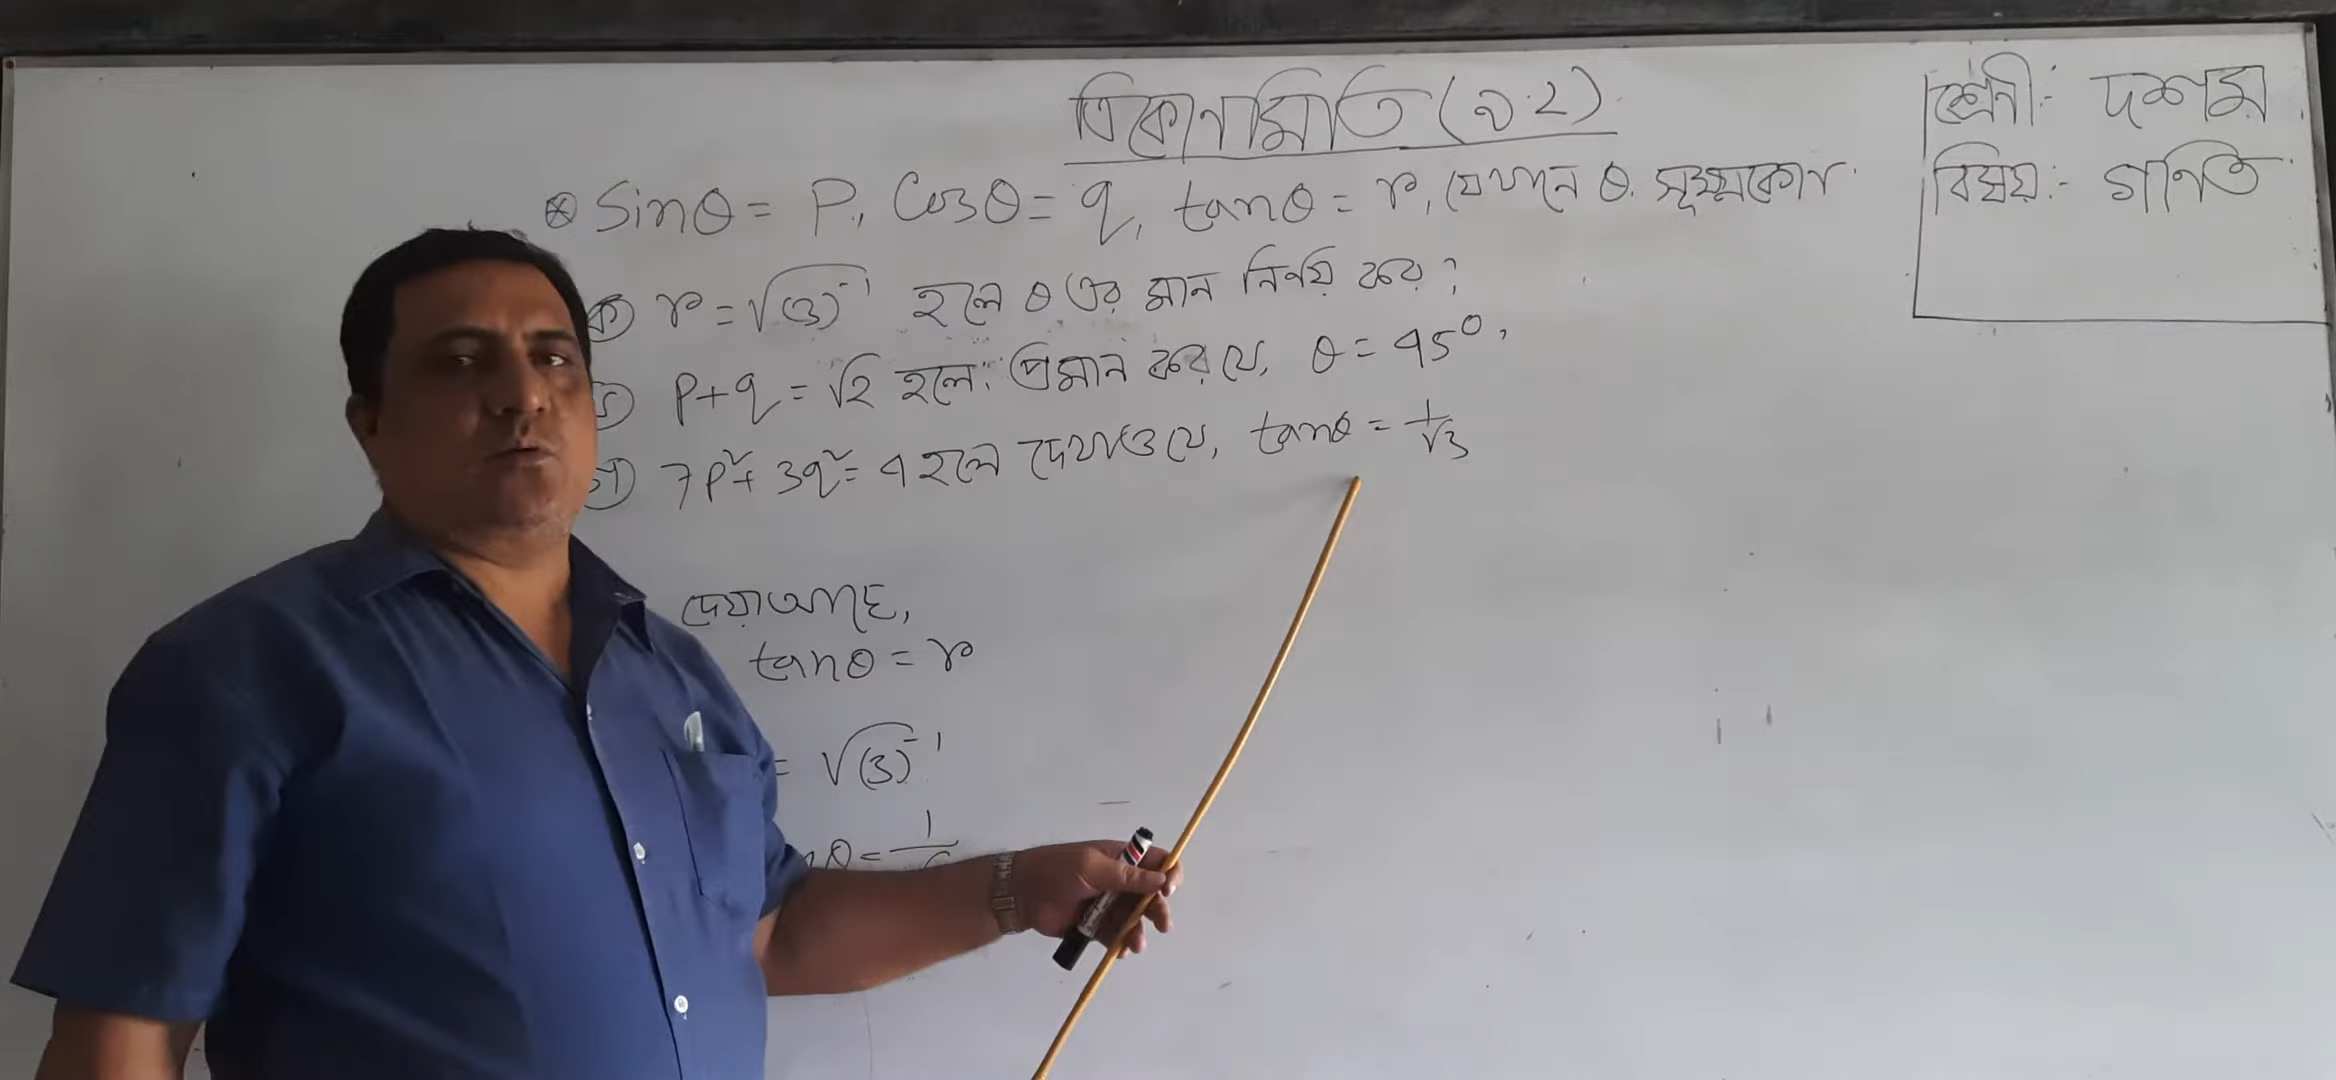 ত্রিকোণমিতি (৯.২)
শ্রেনী:- দশম
বিষয়:- গনিত
⊛ Sinθ = P, Cosθ = q, tanθ = r, যেখানে θ সূক্ষ্মকোণ
ক r = √(3)⁻¹ হলে θ এর মান নির্ণয় কর?
P+q = √2 হলে প্রমান কর যে, θ = 45°,
7P²+ 3q²= 4 হলে দেখাও যে, tanθ = 1/√3
দেয়া আছে,
tanθ = r
= √(3)⁻¹